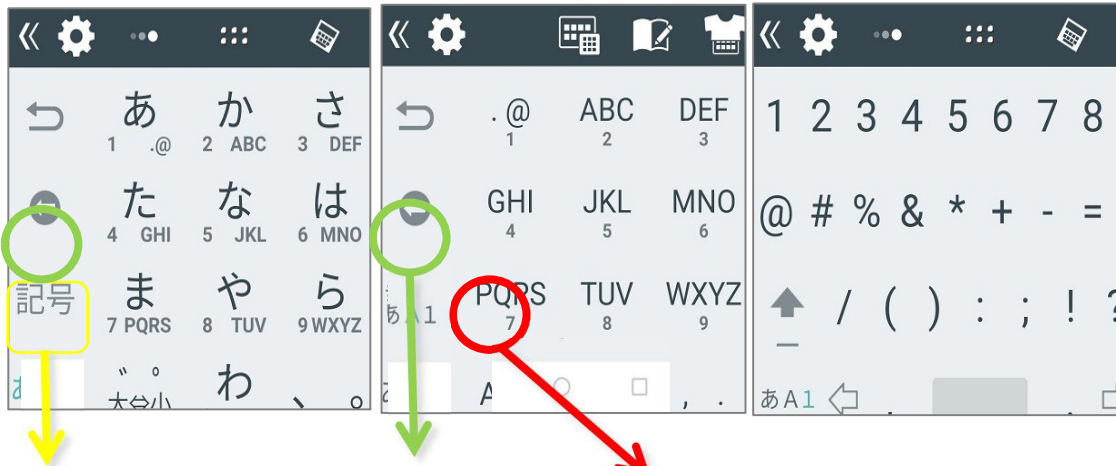 あ か さ
1 .@ 2 ABC 3 DEF
た な は
4 GHI 5 JKL 6 MNO
記号 ま や ら
7 PQRS 8 TUV 9 WXYZ
゛゜ わ 、。
大⇔小
.@ ABC DEF
1 2 3
GHI JKL MNO
4 5 6
PQRS TUV WXYZ
7 8 9
, .
1 2 3 4 5 6 7 8
@ # % & * + - =
/ ( ) : ; ! ?
あA1